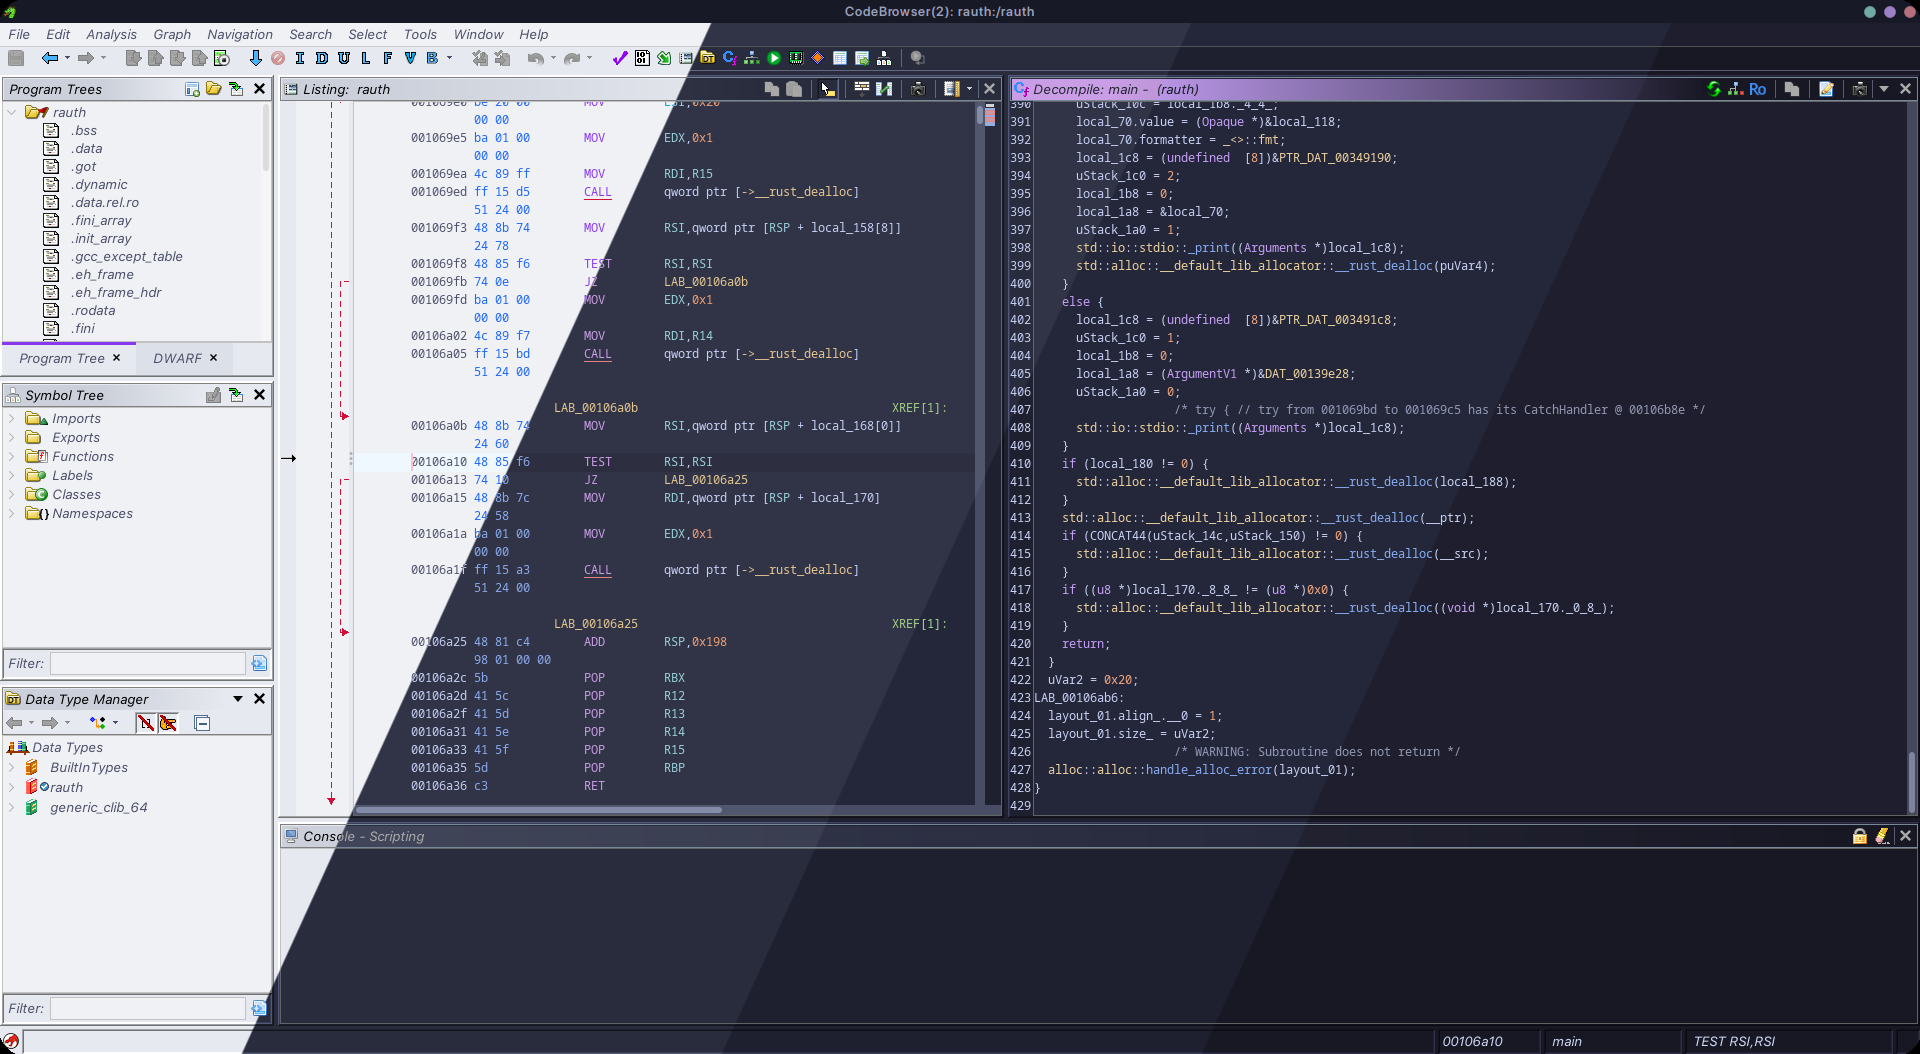 CodeBrowser(2): rauth:/rauth
File Edit Analysis Graph Navigation Search Select Tools Window Help
I D U L F V B
Program Trees
rauth
.bss
.data
.got
.dynamic
.data.rel.ro
.fini_array
.init_array
.gcc_except_table
.eh_frame
.eh_frame_hdr
.rodata
.fini
Program Tree × DWARF ×
Symbol Tree
Imports
Exports
Functions
Labels
Classes
Namespaces
Filter:
Data Type Manager
Data Types
BuiltInTypes
rauth
generic_clib_64
Filter:
Listing: rauth
001069e0 be 20 00 MOV ESI,0x20
00 00
001069e5 ba 01 00 MOV EDX,0x1
00 00
001069ea 4c 89 ff MOV RDI,R15
001069ed ff 15 d5 CALL qword ptr [->__rust_dealloc]
51 24 00
001069f3 48 8b 74 MOV RSI,qword ptr [RSP + local_158[8]]
24 78
001069f8 48 85 f6 TEST RSI,RSI
001069fb 74 0e JZ LAB_00106a0b
001069fd ba 01 00 MOV EDX,0x1
00 00
00106a02 4c 89 f7 MOV RDI,R14
00106a05 ff 15 bd CALL qword ptr [->__rust_dealloc]
51 24 00
LAB_00106a0b XREF[1]:
00106a0b 48 8b 74 MOV RSI,qword ptr [RSP + local_168[0]]
24 60
00106a10 48 85 f6 TEST RSI,RSI
00106a13 74 10 JZ LAB_00106a25
00106a15 48 8b 7c MOV RDI,qword ptr [RSP + local_170]
24 58
00106a1a ba 01 00 MOV EDX,0x1
00 00
00106a1f ff 15 a3 CALL qword ptr [->__rust_dealloc]
51 24 00
LAB_00106a25 XREF[1]:
00106a25 48 81 c4 ADD RSP,0x198
98 01 00 00
00106a2c 5b POP RBX
00106a2d 41 5c POP R12
00106a2f 41 5d POP R13
00106a31 41 5e POP R14
00106a33 41 5f POP R15
00106a35 5d POP RBP
00106a36 c3 RET
Decompile: main - (rauth)
Ro
390 uStack_10c = local_1b8._4_4_;
391 local_70.value = (Opaque *)&local_118;
392 local_70.formatter = _<>::fmt;
393 local_1c8 = (undefined [8])&PTR_DAT_00349190;
394 uStack_1c0 = 2;
395 local_1b8 = 0;
396 local_1a8 = &local_70;
397 uStack_1a0 = 1;
398 std::io::stdio::_print((Arguments *)local_1c8);
399 std::alloc::__default_lib_allocator::__rust_dealloc(puVar4);
400 }
401 else {
402 local_1c8 = (undefined [8])&PTR_DAT_003491c8;
403 uStack_1c0 = 1;
404 local_1b8 = 0;
405 local_1a8 = (ArgumentV1 *)&DAT_00139e28;
406 uStack_1a0 = 0;
407 /* try { // try from 001069bd to 001069c5 has its CatchHandler @ 00106b8e */
408 std::io::stdio::_print((Arguments *)local_1c8);
409 }
410 if (local_180 != 0) {
411 std::alloc::__default_lib_allocator::__rust_dealloc(local_188);
412 }
413 std::alloc::__default_lib_allocator::__rust_dealloc(__ptr);
414 if (CONCAT44(uStack_14c,uStack_150) != 0) {
415 std::alloc::__default_lib_allocator::__rust_dealloc(__src);
416 }
417 if ((u8 *)local_170._8_8_ != (u8 *)0x0) {
418 std::alloc::__default_lib_allocator::__rust_dealloc((void *)local_170._0_8_);
419 }
420 return;
421 }
422 uVar2 = 0x20;
423 LAB_00106ab6:
424 layout_01.align_.__0 = 1;
425 layout_01.size_ = uVar2;
426 /* WARNING: Subroutine does not return */
427 alloc::alloc::handle_alloc_error(layout_01);
428 }
429
Console - Scripting
00106a10 main TEST RSI,RSI